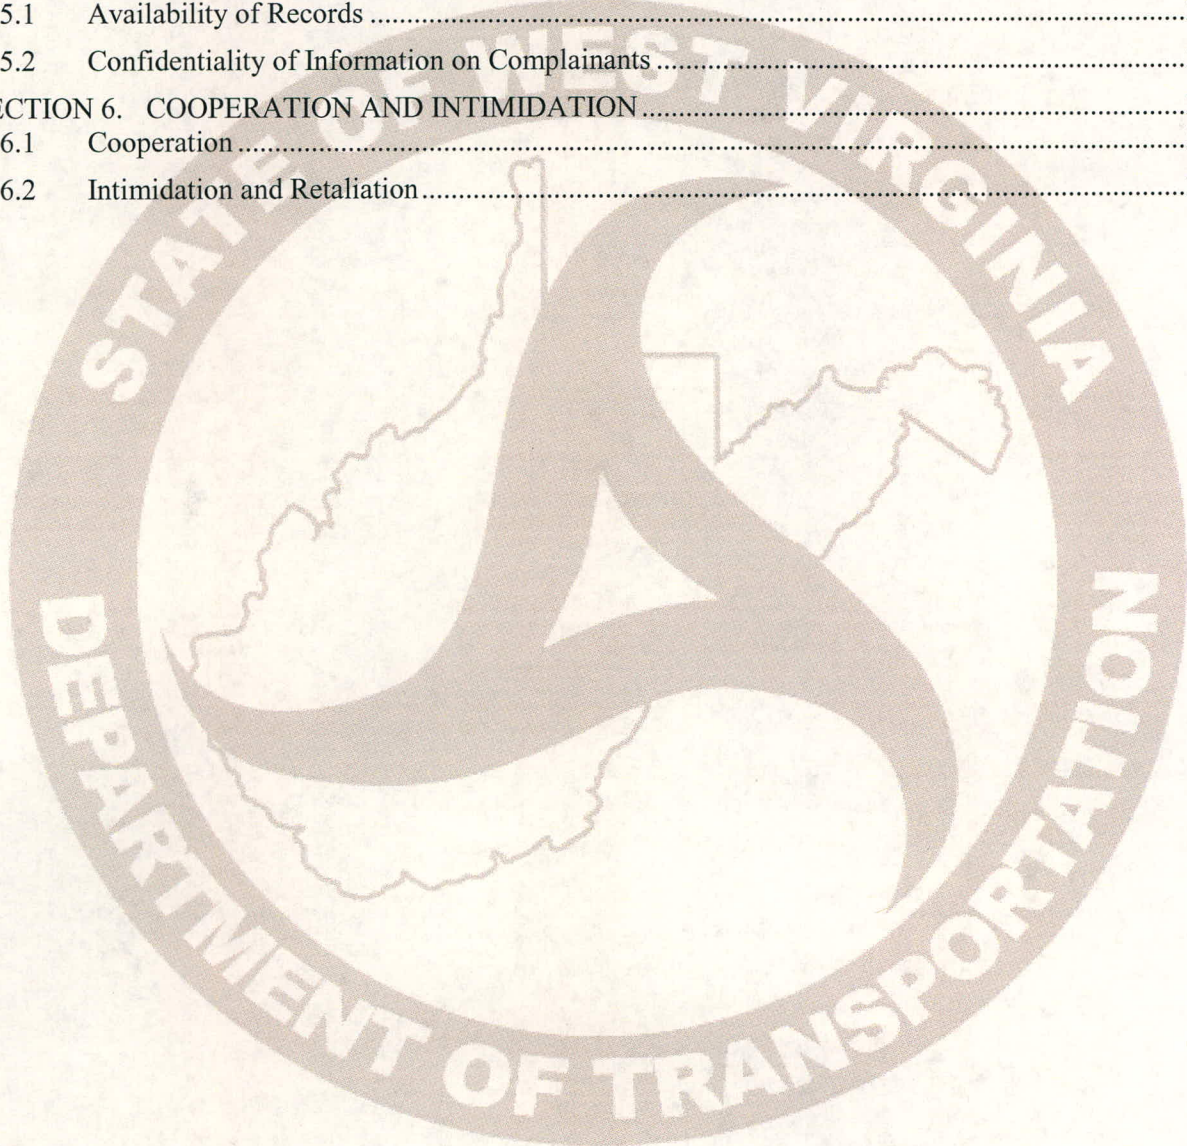 5.1 Availability of Records ........................................................................................................
5.2 Confidentiality of Information on Complainants ........................................................................
ECTION 6. COOPERATION AND INTIMIDATION ........................................................................
6.1 Cooperation ........................................................................................................
6.2 Intimidation and Retaliation ........................................................................................................
STATE OF WEST VIRGINIA
DEPARTMENT OF TRANSPORTATION